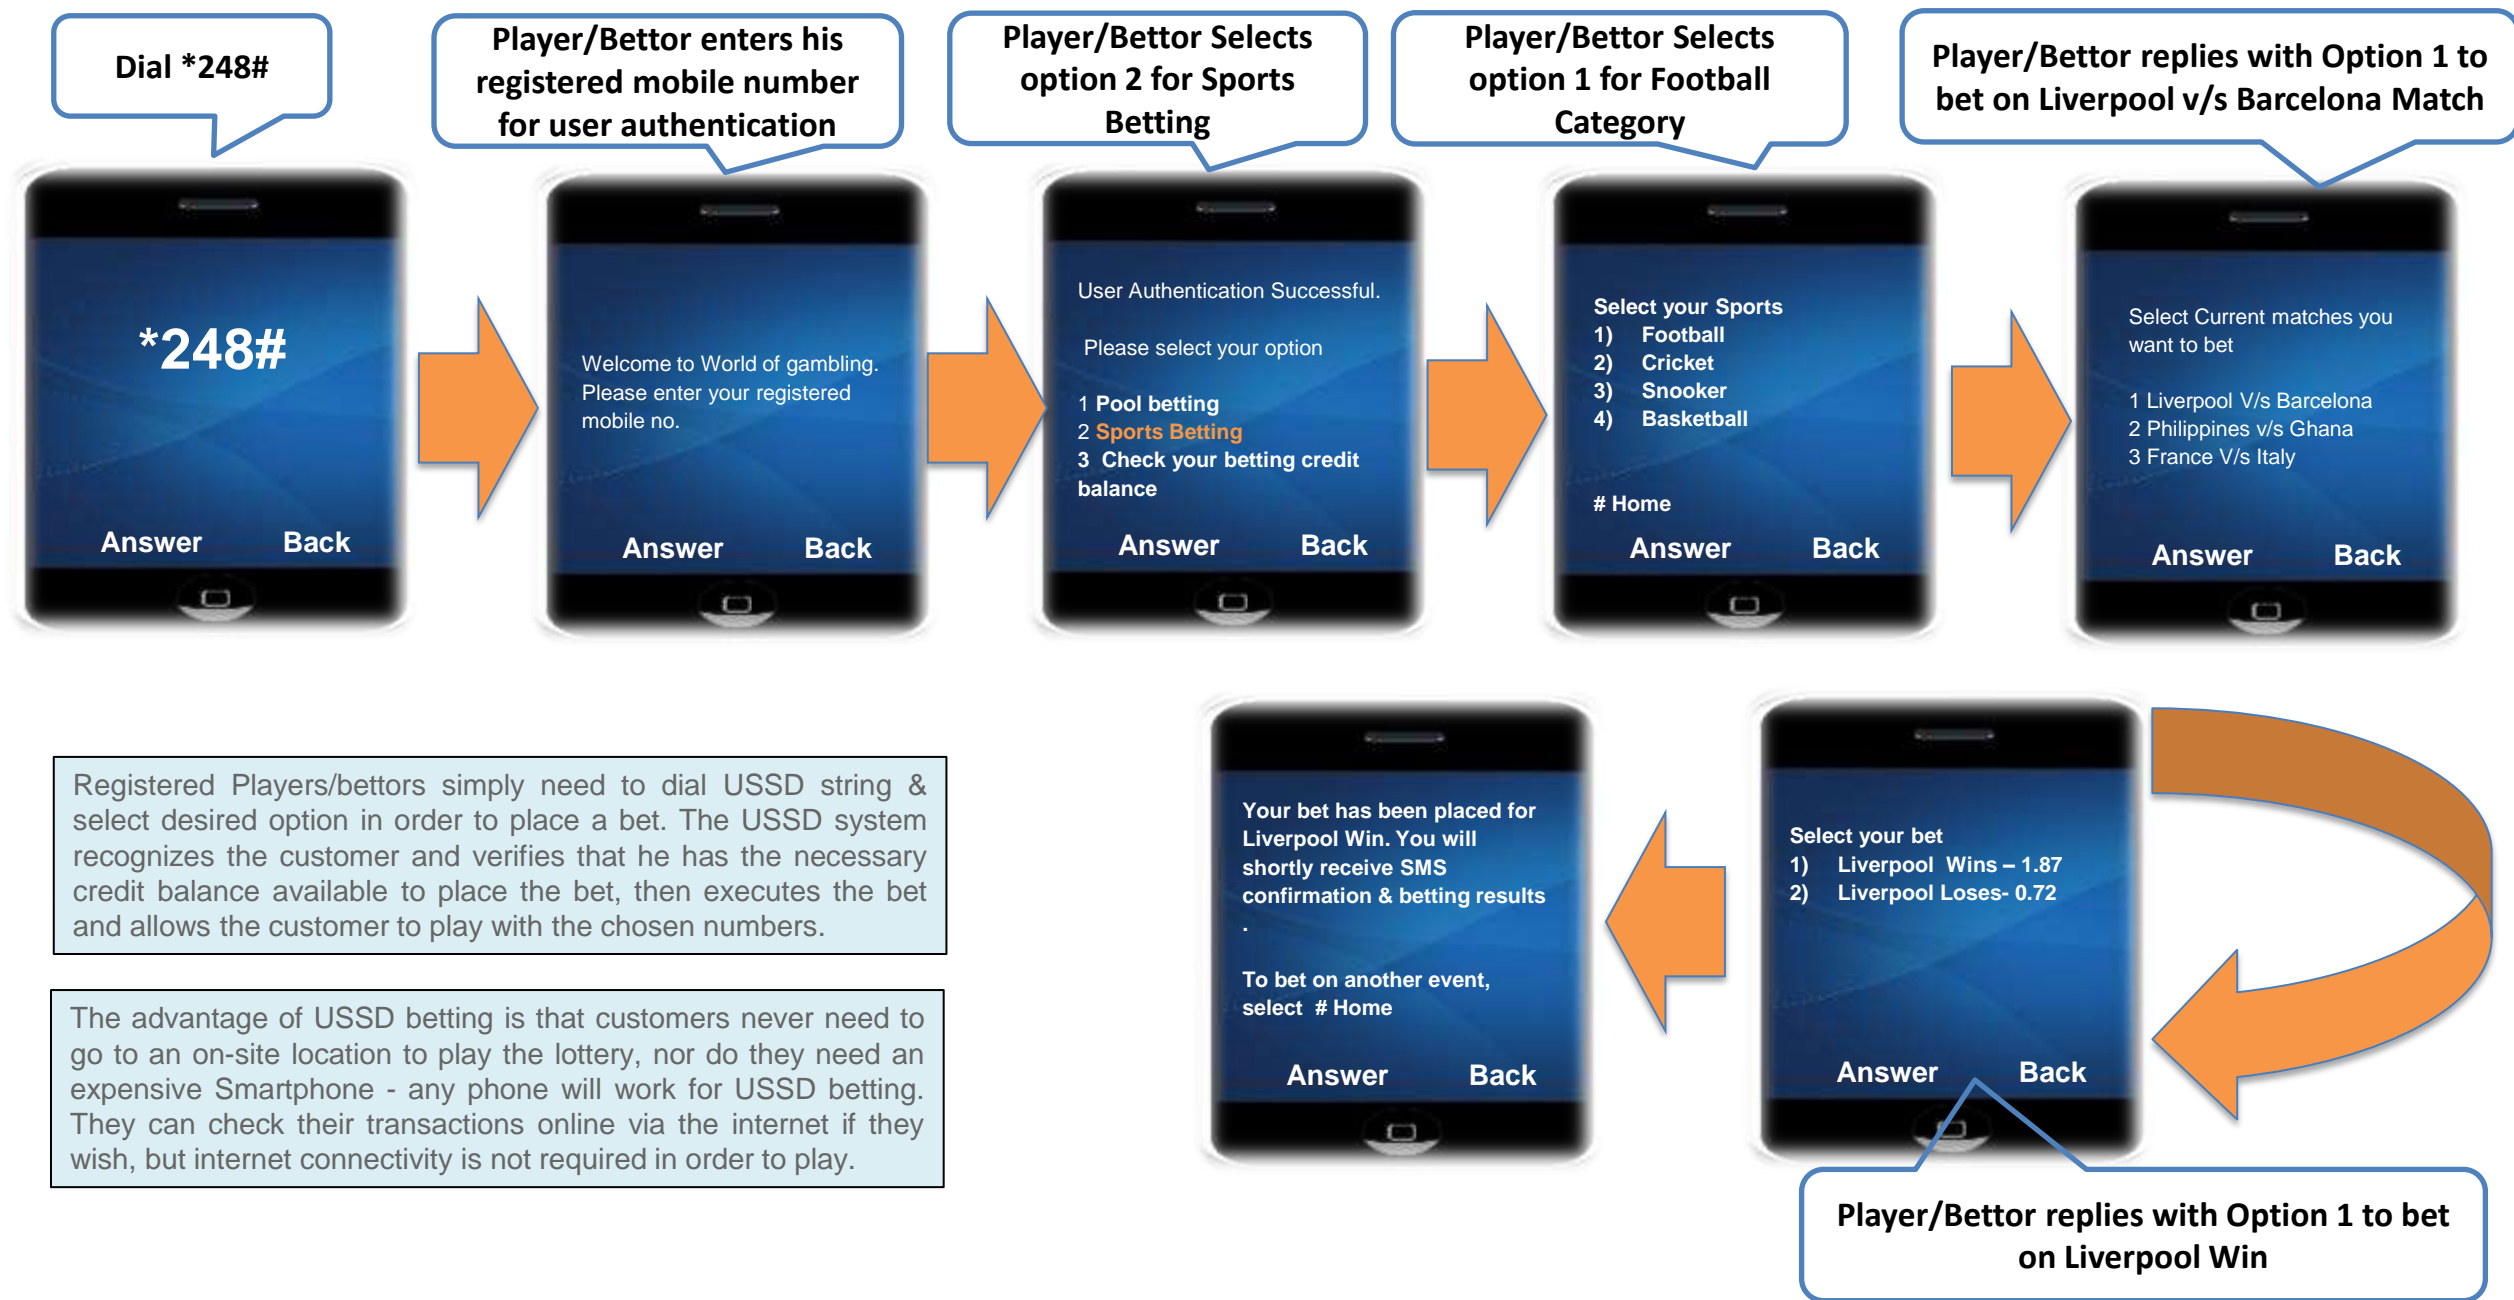 Dial *248#
Player/Bettor enters his
registered mobile number
for user authentication
Player/Bettor Selects
option 2 for Sports
Betting
Player/Bettor Selects
option 1 for Football
Category
Player/Bettor replies with Option 1 to
bet on Liverpool v/s Barcelona Match
*248#
Answer Back
Welcome to World of gambling.
Please enter your registered
mobile no.
Answer Back
User Authentication Successful.
Please select your option
1 Pool betting
2 Sports Betting
3 Check your betting credit
balance
Answer Back
Select your Sports
1) Football
2) Cricket
3) Snooker
4) Basketball
# Home
Answer Back
Select Current matches you
want to bet
1 Liverpool V/s Barcelona
2 Philippines v/s Ghana
3 France V/s Italy
Answer Back
Registered Players/bettors simply need to dial USSD string &
select desired option in order to place a bet. The USSD system
recognizes the customer and verifies that he has the necessary
credit balance available to place the bet, then executes the bet
and allows the customer to play with the chosen numbers.
The advantage of USSD betting is that customers never need to
go to an on-site location to play the lottery, nor do they need an
expensive Smartphone - any phone will work for USSD betting.
They can check their transactions online via the internet if they
wish, but internet connectivity is not required in order to play.
Your bet has been placed for
Liverpool Win. You will
shortly receive SMS
confirmation & betting results
.
To bet on another event,
select # Home
Answer Back
Select your bet
1) Liverpool Wins – 1.87
2) Liverpool Loses- 0.72
Answer Back
Player/Bettor replies with Option 1 to bet
on Liverpool Win